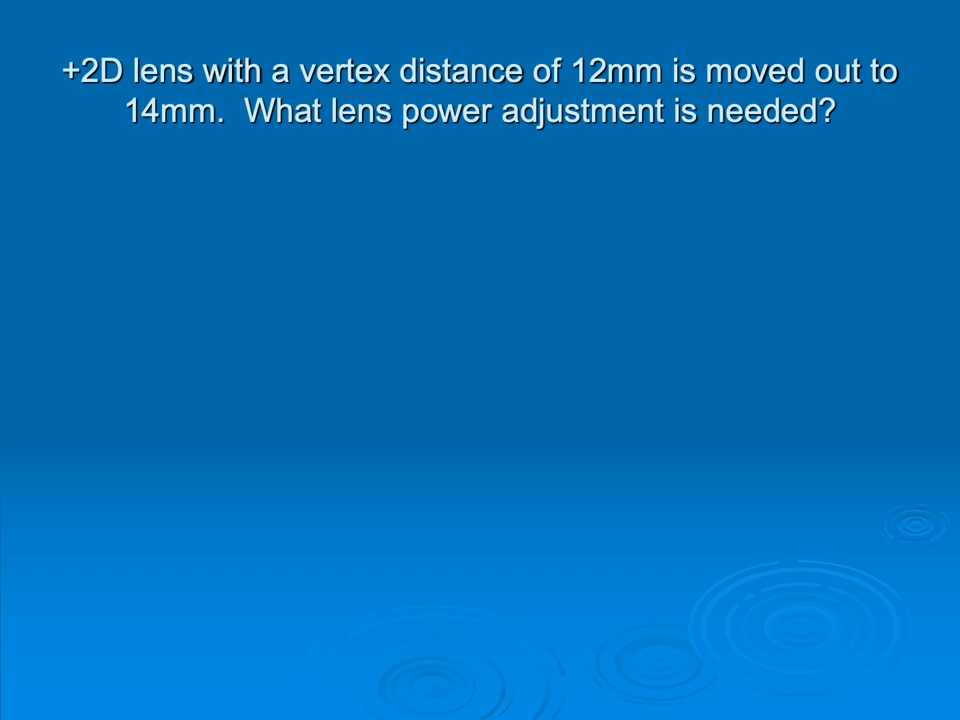 +2D lens with a vertex distance of 12mm is moved out to
14mm.  What lens power adjustment is needed?